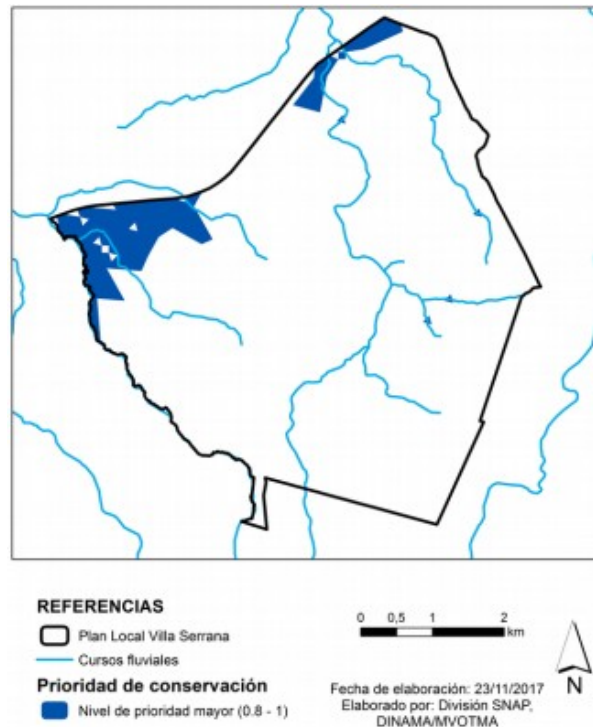 REFERENCIAS
Plan Local Villa Serrana
Cursos fluviales
Prioridad de conservación
Nivel de prioridad mayor (0.8 - 1)
0 0,5 1 2
km
N
Fecha de elaboración: 23/11/2017
Elaborado por: División SNAP,
DINAMA/MVOTMA